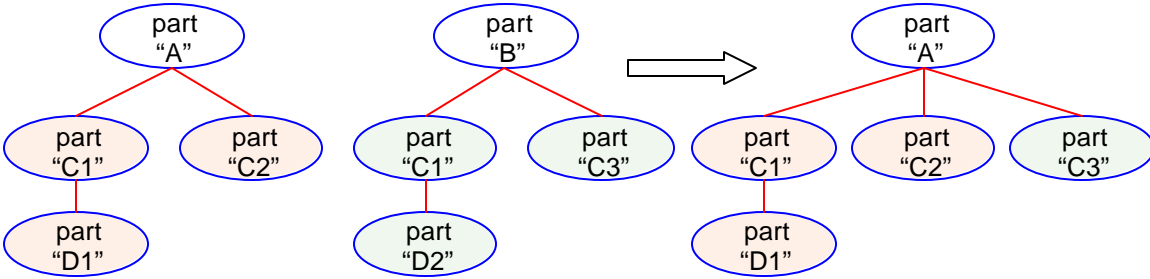 part
“A”
part
“B”
part
“A”
part
“C1”
part
“C2”
part
“C1”
part
“C3”
part
“C1”
part
“C2”
part
“C3”
part
“D1”
part
“D2”
part
“D1”